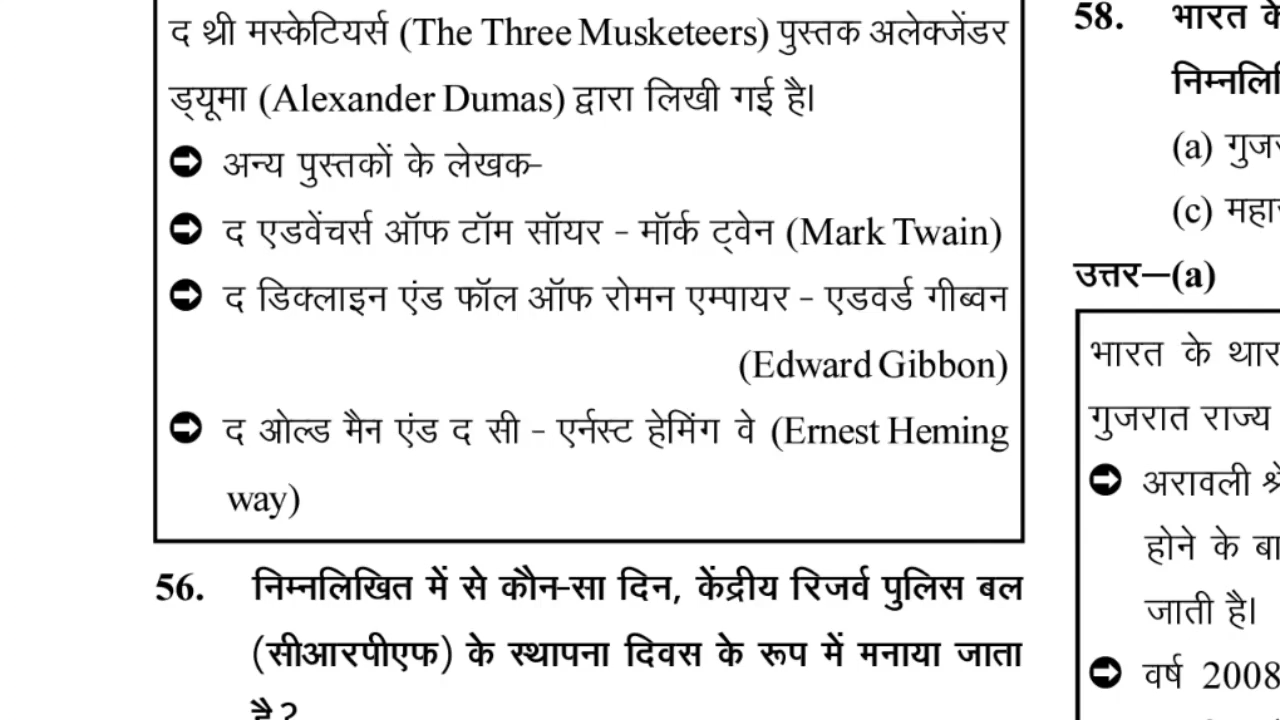 द थ्री मस्केटियर्स (The Three Musketeers) पुस्तक अलेक्जेंडर
ड्यूमा (Alexander Dumas) द्वारा लिखी गई है।
अन्य पुस्तकों के लेखक–
द एडवेंचर्स ऑफ टॉम सॉयर - मॉर्क ट्वेन (Mark Twain)
द डिक्लाइन एंड फॉल ऑफ रोमन एम्पायर - एडवर्ड गीब्वन
(Edward Gibbon)
द ओल्ड मैन एंड द सी - एर्नस्ट हेमिंग वे (Ernest Heming
way)
56. निम्नलिखित में से कौन-सा दिन, केंद्रीय रिजर्व पुलिस बल
(सीआरपीएफ) के स्थापना दिवस के रूप में मनाया जाता
है?
58. भारत के
(a)
(c)
उत्तर—(a)
भारत के थार
गुजरात राज्य
अरावली
होने के
जाती है।
वर्ष 2008